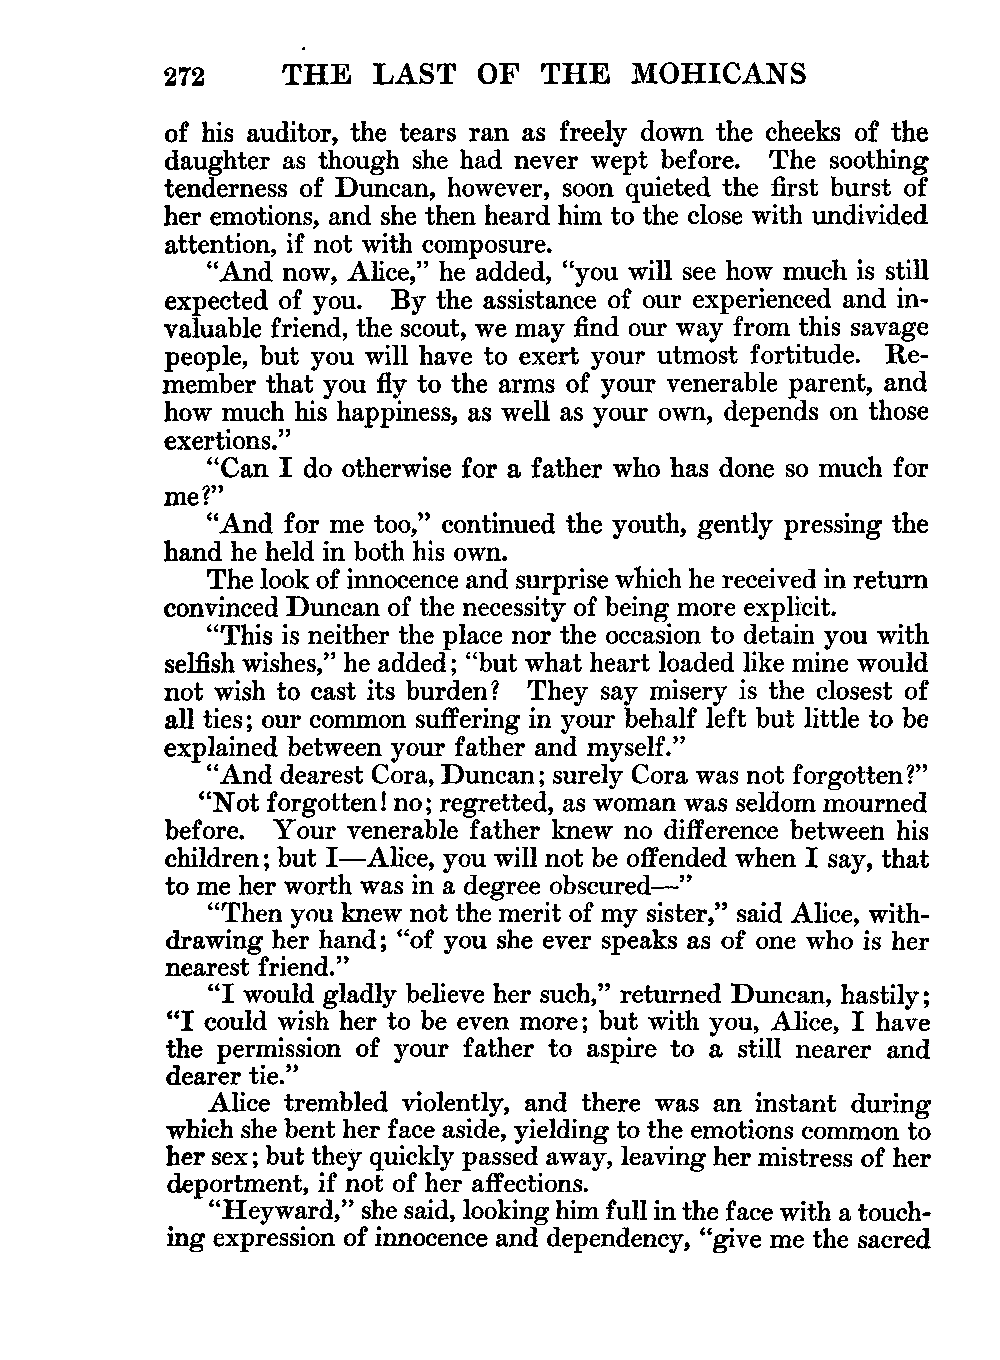 272 THE LAST OF THE MOHICANS
of his auditor, the tears ran as freely down the cheeks of the
daughter as though she had never wept before. The soothing
tenderness of Duncan, however, soon quieted the first burst of
her emotions, and she then heard him to the close with undivided
attention, if not with composure.
“And now, Alice,” he added, “you will see how much is still
expected of you. By the assistance of our experienced and in-
valuable friend, the scout, we may find our way from this savage
people, but you will have to exert your utmost fortitude. Re-
member that you fly to the arms of your venerable parent, and
how much his happiness, as well as your own, depends on those
exertions.”
“Can I do otherwise for a father who has done so much for
me?”
“And for me too,” continued the youth, gently pressing the
hand he held in both his own.
The look of innocence and surprise which he received in return
convinced Duncan of the necessity of being more explicit.
“This is neither the place nor the occasion to detain you with
selfish wishes,” he added; “but what heart loaded like mine would
not wish to cast its burden? They say misery is the closest of
all ties; our common suffering in your behalf left but little to be
explained between your father and myself.”
“And dearest Cora, Duncan; surely Cora was not forgotten?”
“Not forgotten! no; regretted, as woman was seldom mourned
before. Your venerable father knew no difference between his
children; but I—Alice, you will not be offended when I say, that
to me her worth was in a degree obscured—”
“Then you knew not the merit of my sister,” said Alice, with-
drawing her hand; “of you she ever speaks as of one who is her
nearest friend.”
“I would gladly believe her such,” returned Duncan, hastily;
“I could wish her to be even more; but with you, Alice, I have
the permission of your father to aspire to a still nearer and
dearer tie.”
Alice trembled violently, and there was an instant during
which she bent her face aside, yielding to the emotions common to
her sex; but they quickly passed away, leaving her mistress of her
deportment, if not of her affections.
“Heyward,” she said, looking him full in the face with a touch-
ing expression of innocence and dependency, “give me the sacred